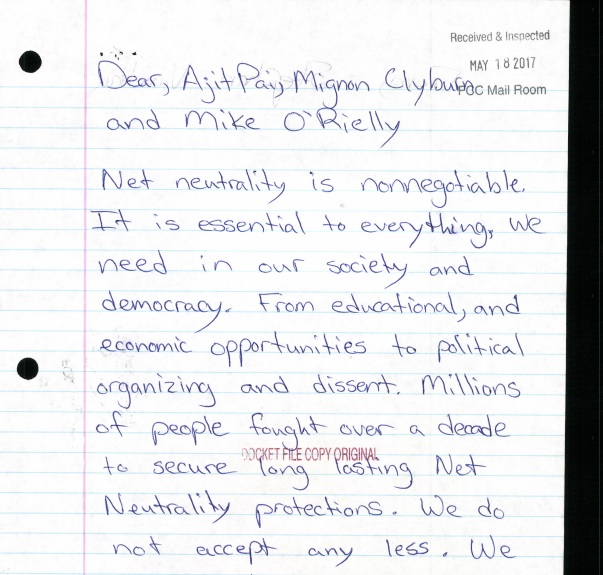 Received & Inspected
MAY 18 2017
FCC Mail Room
Dear, Ajit Pai, Mignon Clyburn
and Mike O'Rielly
Net neutrality is nonnegotiable.
It is essential to everything, we
need in our society and
democracy. From educational, and
economic opportunities to political
organizing and dissent. Millions
of people fought over a decade
DOCKET FILE COPY ORIGINAL
to secure long lasting Net
Neutrality protections. We do
not accept any less. We